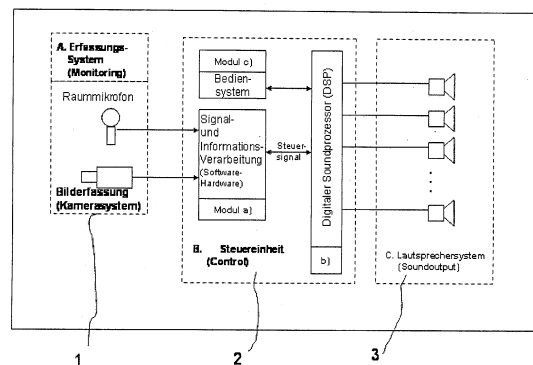 A. Erfassungs-
System
(Monitoring)
Raummikrofon
Bilderfassung
(Kamerasystem)
Modul c)
Bedien-
system
Signal-
und
Informations-
Verarbeitung
(Software-
Hardware)
Modul a)
B. Steuereinheit
(Control)
Steuer-
signal
Digitaler Soundprozessor (DSP)
b)
C. Lautsprechersystem
(Soundoutput)
1
2
3